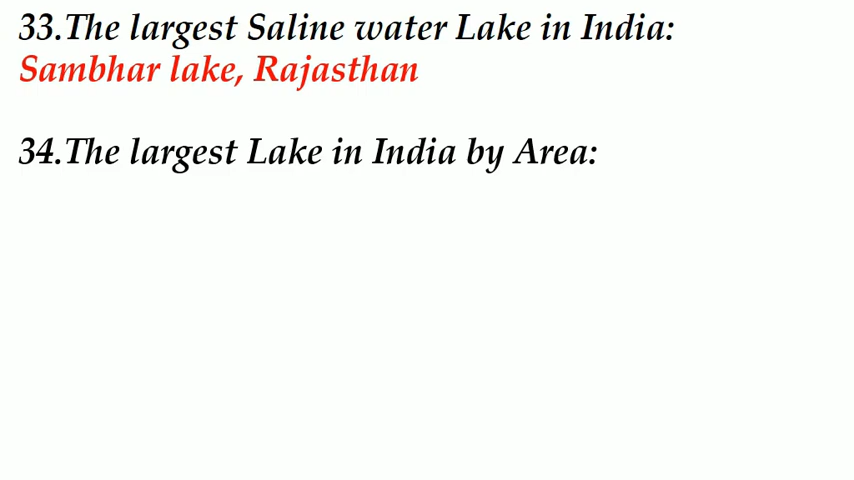 33.The largest Saline water Lake in India:
Sambhar lake, Rajasthan
34.The largest Lake in India by Area: